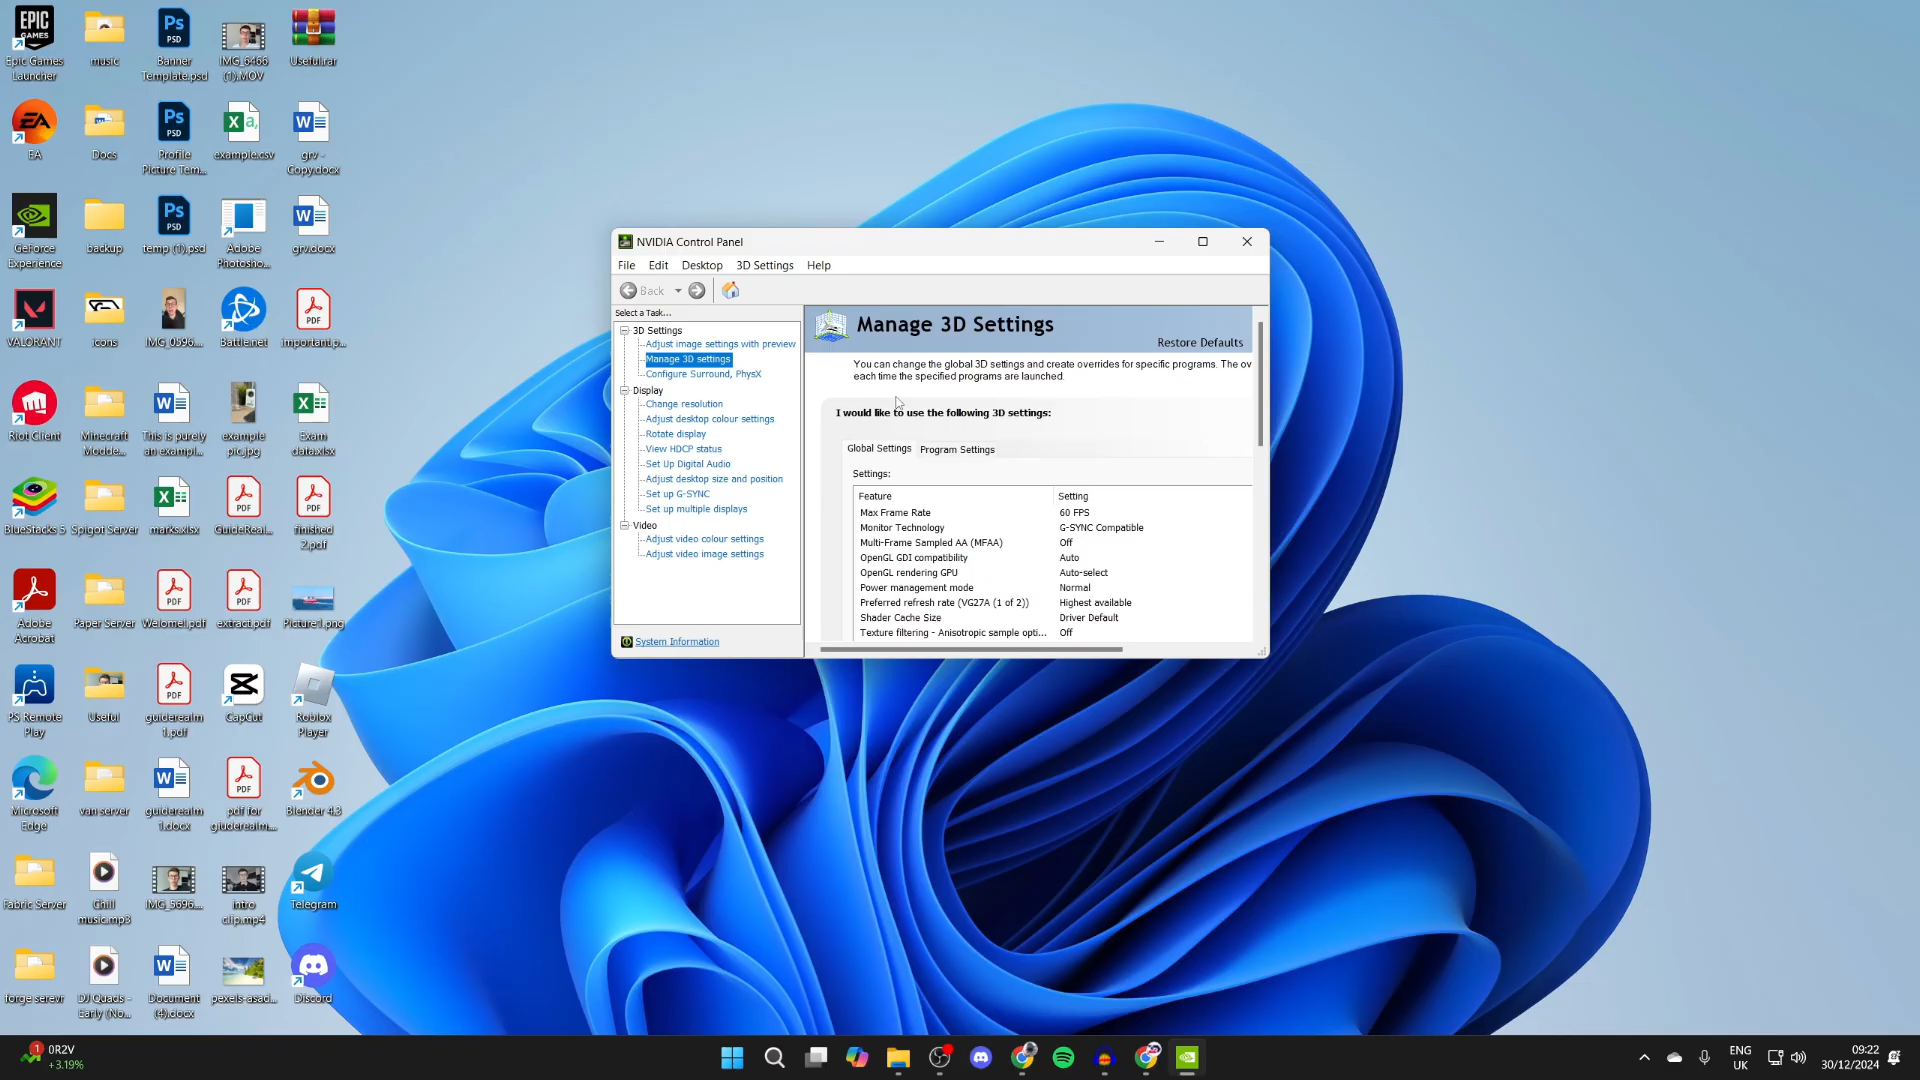 Epic Games
Launcher
music
Banner
Template.psd
IMG_6466
(1).MOV
Useful.rar
EA
Docs
Profile
Picture Tem...
example.csv
grv -
Copy.docx
GeForce
Experience
backup
temp (1).psd
Adobe
Photosho...
grv.docx
VALORANT
icons
IMG_0596...
Battle.net
important.p...
Riot Client
Minecraft
Modde...
This is purely
an exampl...
example
pic.jpg
Exam
data.xlsx
BlueStacks 5
Spigot Server
marks.xlsx
GuideReal...
finished
2.pdf
Adobe
Acrobat
Paper Server
Welome!.pdf
extract.pdf
Picture1.png
PS Remote
Play
Useful
guiderealm
1.pdf
CapCut
Roblox
Player
Microsoft
Edge
van server
guiderealm
1.docx
pdf for
giuderealm...
Blender 4.3
Fabric Server
Chill
music.mp3
IMG_5696...
intro
clip.mp4
Telegram
forge serevr
DJ Quads -
Early (No...
Document
(4).docx
pexels-asad...
Discord
NVIDIA Control Panel
File Edit Desktop 3D Settings Help
Back
Select a Task...
3D Settings
Adjust image settings with preview
Manage 3D settings
Configure Surround, PhysX
Display
Change resolution
Adjust desktop colour settings
Rotate display
View HDCP status
Set Up Digital Audio
Adjust desktop size and position
Set up G-SYNC
Set up multiple displays
Video
Adjust video colour settings
Adjust video image settings
System Information
Manage 3D Settings
Restore Defaults
You can change the global 3D settings and create overrides for specific programs. The ov
each time the specified programs are launched.
I would like to use the following 3D settings:
Global Settings Program Settings
Settings:
Feature Setting
Max Frame Rate 60 FPS
Monitor Technology G-SYNC Compatible
Multi-Frame Sampled AA (MFAA) Off
OpenGL GDI compatibility Auto
OpenGL rendering GPU Auto-select
Power management mode Normal
Preferred refresh rate (VG27A (1 of 2)) Highest available
Shader Cache Size Driver Default
Texture filtering - Anisotropic sample opti... Off
1
0R2V
+3.19%
ENG
UK
09:22
30/12/2024